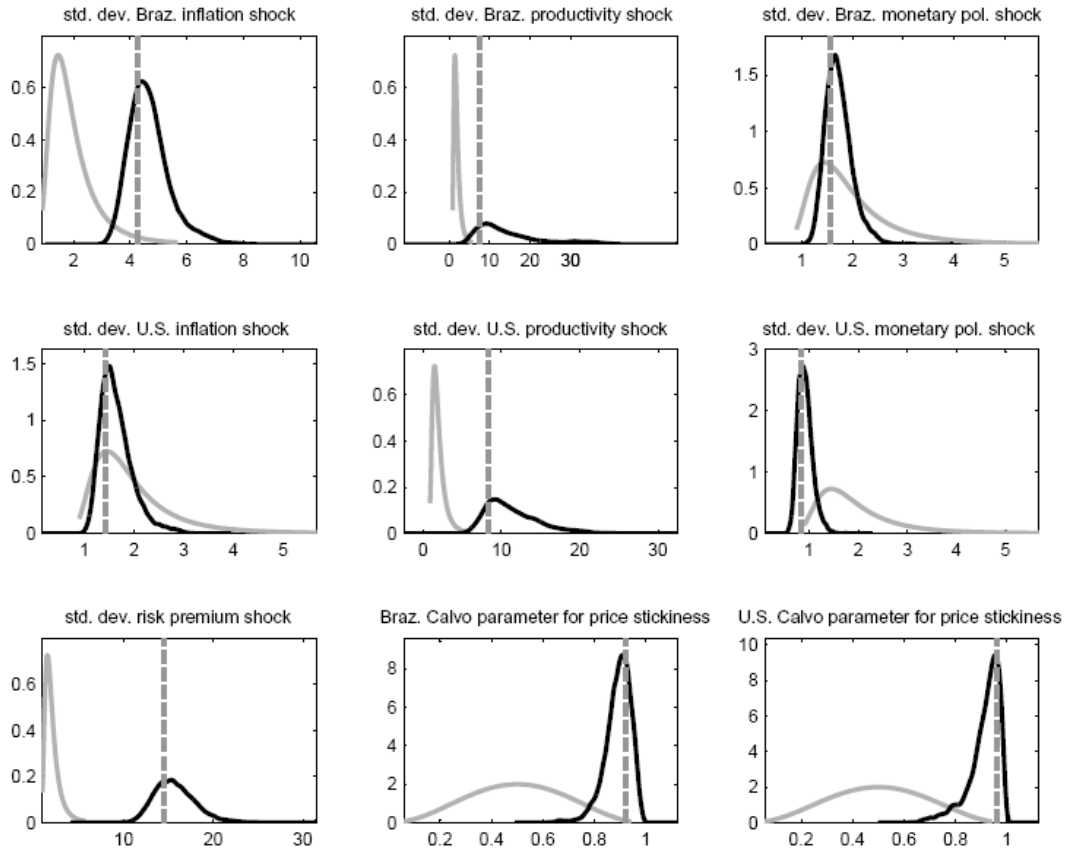 std. dev. Braz. inflation shock
std. dev. Braz. productivity shock
std. dev. Braz. monetary pol. shock
0.6
0.4
0.2
0
2 4 6 8 10
0.6
0.4
0.2
0
0 10 20 30
1.5
1
0.5
0
1 2 3 4 5
std. dev. U.S. inflation shock
std. dev. U.S. productivity shock
std. dev. U.S. monetary pol. shock
1.5
1
0.5
0
1 2 3 4 5
0.6
0.4
0.2
0
0 10 20 30
3
2
1
0
1 2 3 4 5
std. dev. risk premium shock
Braz. Calvo parameter for price stickiness
U.S. Calvo parameter for price stickiness
0.6
0.4
0.2
0
10 20 30
8
6
4
2
0
0.2 0.4 0.6 0.8 1
10
8
6
4
2
0
0.2 0.4 0.6 0.8 1